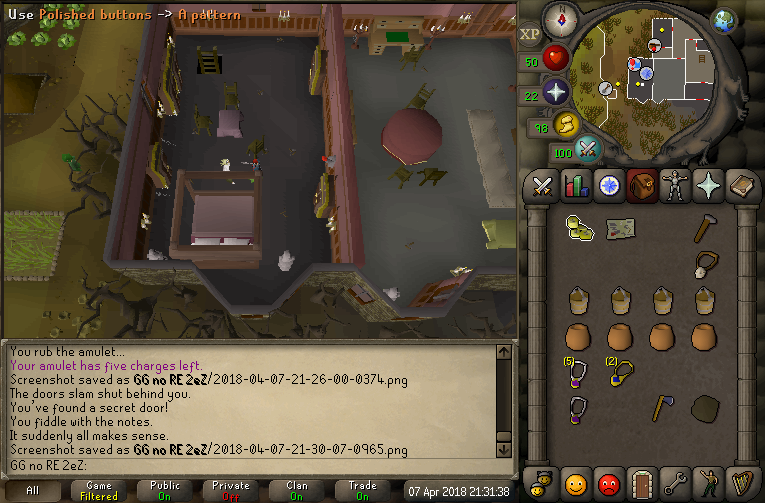 Use Polished buttons -> A pattern
XP
50
22
98
100
(5)
(2)
You rub the amulet...
Your amulet has five charges left.
Screenshot saved as GG no RE 2eZ/2018-04-07-21-26-00-0374.png
The doors slam shut behind you.
You've found a secret door!
You fiddle with the notes.
It suddenly all makes sense.
Screenshot saved as GG no RE 2eZ/2018-04-07-21-30-07-0965.png
GG no RE 2eZ:
All
Game
Filtered
Public
On
Private
Off
Clan
On
Trade
On
07 Apr 2018 21:31:38